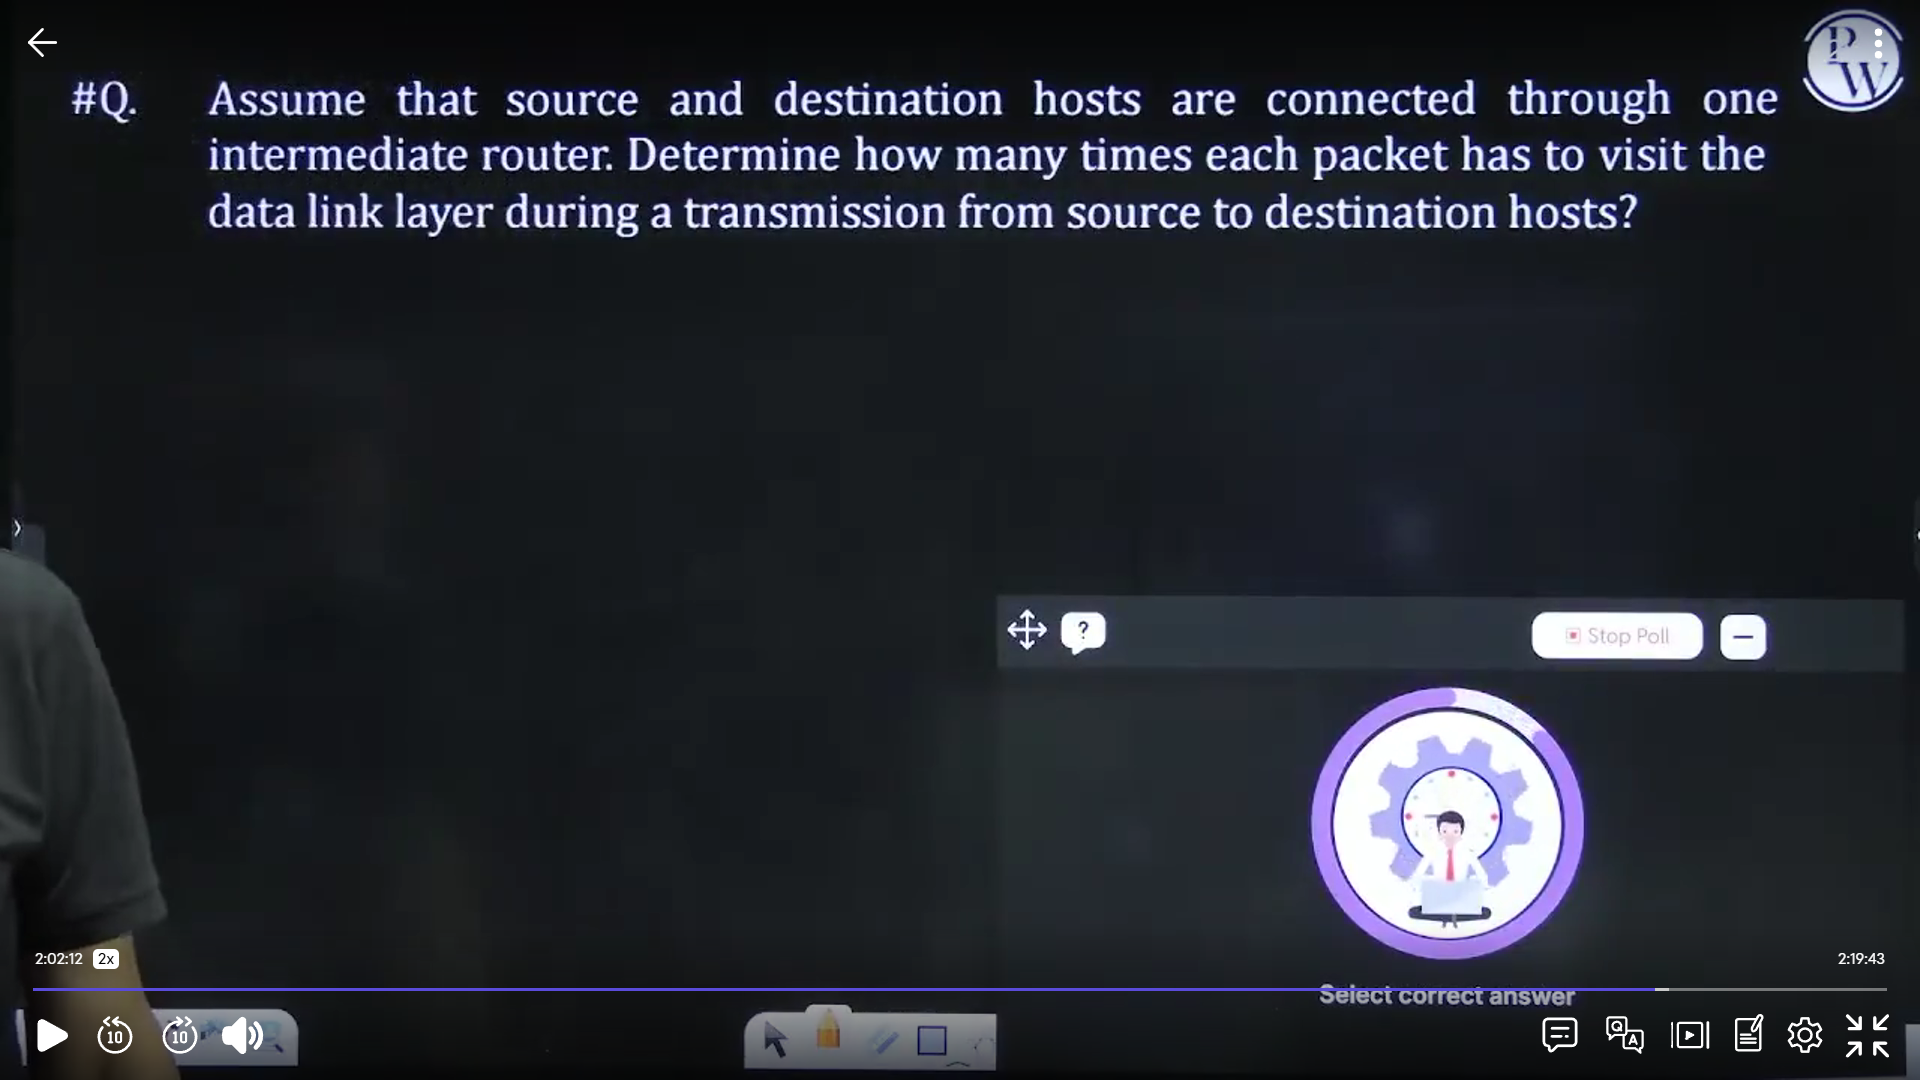 #Q. Assume that source and destination hosts are connected through one
intermediate router. Determine how many times each packet has to visit the
data link layer during a transmission from source to destination hosts?
PW
?
Stop Poll
2:02:12 2x
2:19:43
Select correct answer
10
10
Q A